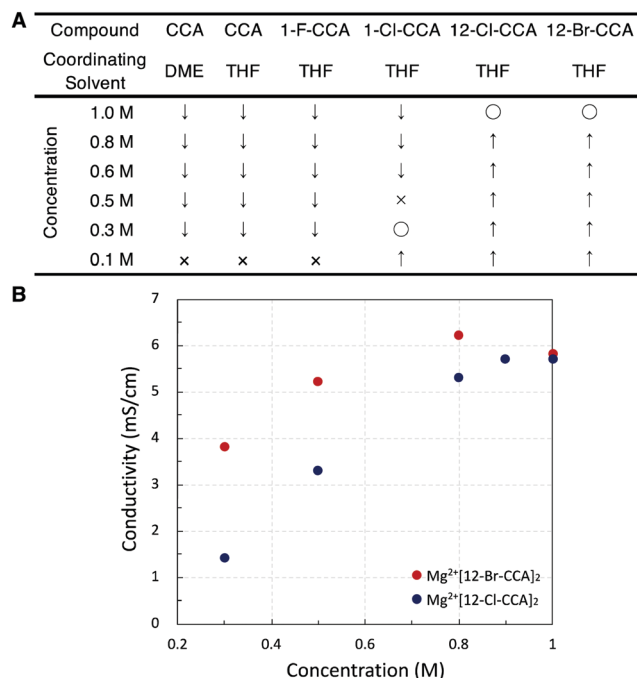 A
Compound CCA CCA 1-F-CCA 1-Cl-CCA 12-Cl-CCA 12-Br-CCA
Coordinating Solvent DME THF THF THF THF THF
Concentration
1.0 M ↓ ↓ ↓ ↓ ○ ○
0.8 M ↓ ↓ ↓ ↓ ↑ ↑
0.6 M ↓ ↓ ↓ ↓ ↑ ↑
0.5 M ↓ ↓ ↓ × ↑ ↑
0.3 M ↓ ↓ ↓ ○ ↑ ↑
0.1 M × × × ↑ ↑ ↑
B
7
6
5
4
3
2
1
0
Conductivity (mS/cm)
Mg²⁺[12-Br-CCA]₂
Mg²⁺[12-Cl-CCA]₂
0.2 0.4 0.6 0.8 1
Concentration (M)